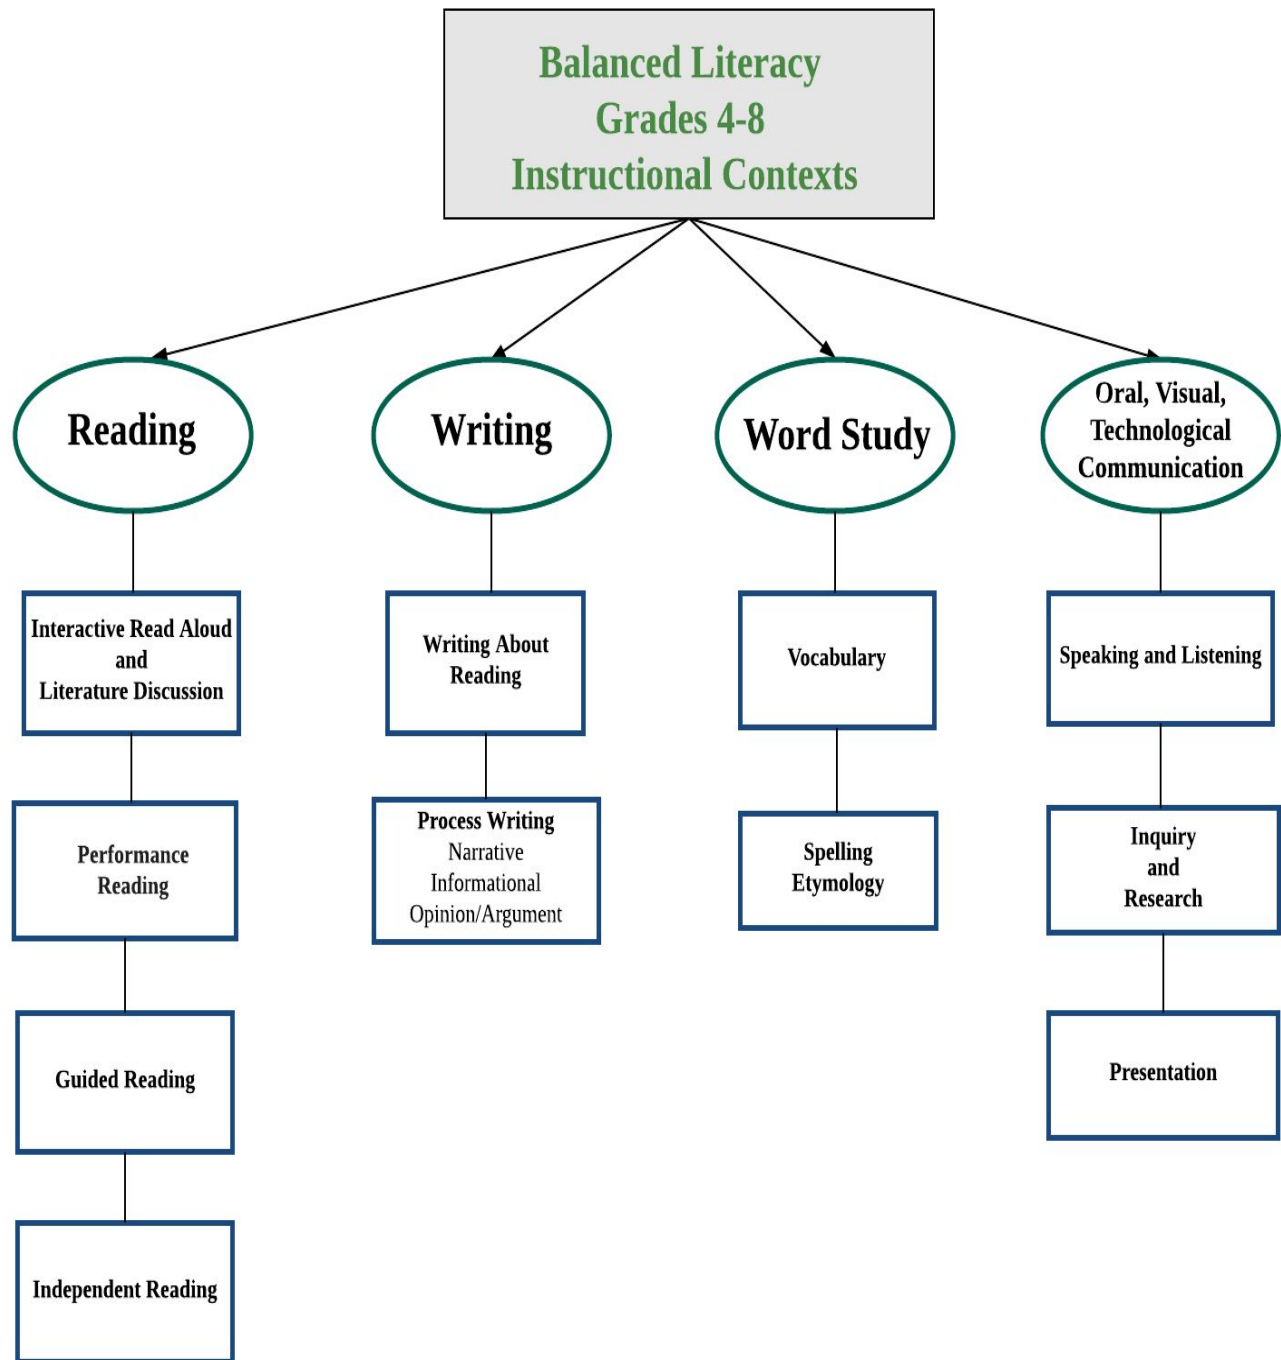 Balanced Literacy
Grades 4-8
Instructional Contexts
Reading
Writing
Word Study
Oral, Visual,
Technological
Communication
Interactive Read Aloud
and
Literature Discussion
Performance
Reading
Guided Reading
Independent Reading
Writing About
Reading
Process Writing
Narrative
Informational
Opinion/Argument
Vocabulary
Spelling
Etymology
Speaking and Listening
Inquiry
and
Research
Presentation